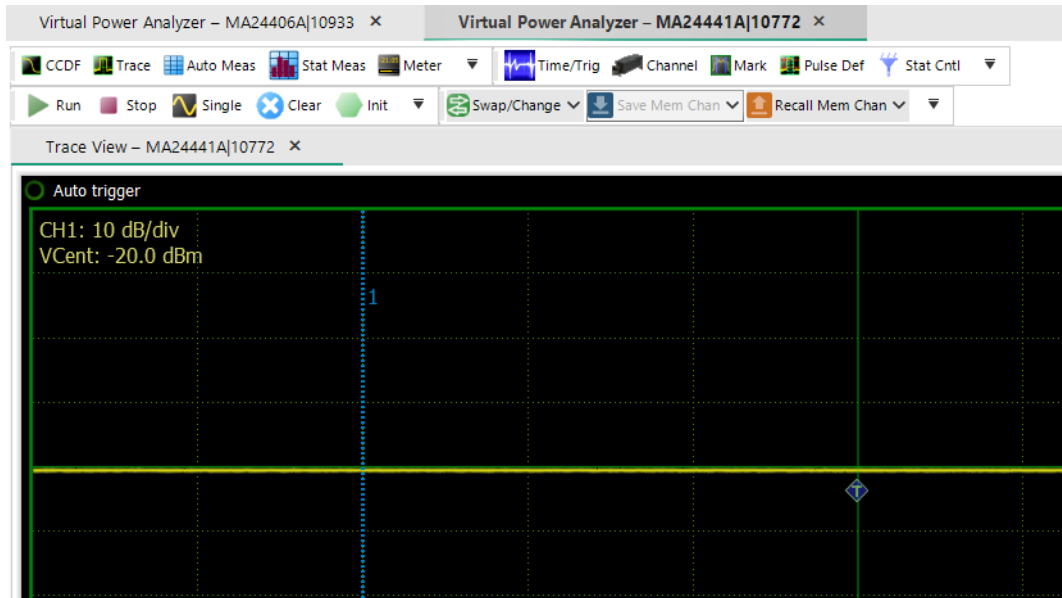 Virtual Power Analyzer – MA24406A|10933 × Virtual Power Analyzer – MA24441A|10772 ×
CCDF Trace Auto Meas Stat Meas Meter Time/Trig Channel Mark Pulse Def Stat Cntl
Run Stop Single Clear Init Swap/Change Save Mem Chan Recall Mem Chan
Trace View – MA24441A|10772 ×
Auto trigger
CH1: 10 dB/div
VCent: -20.0 dBm
1
T